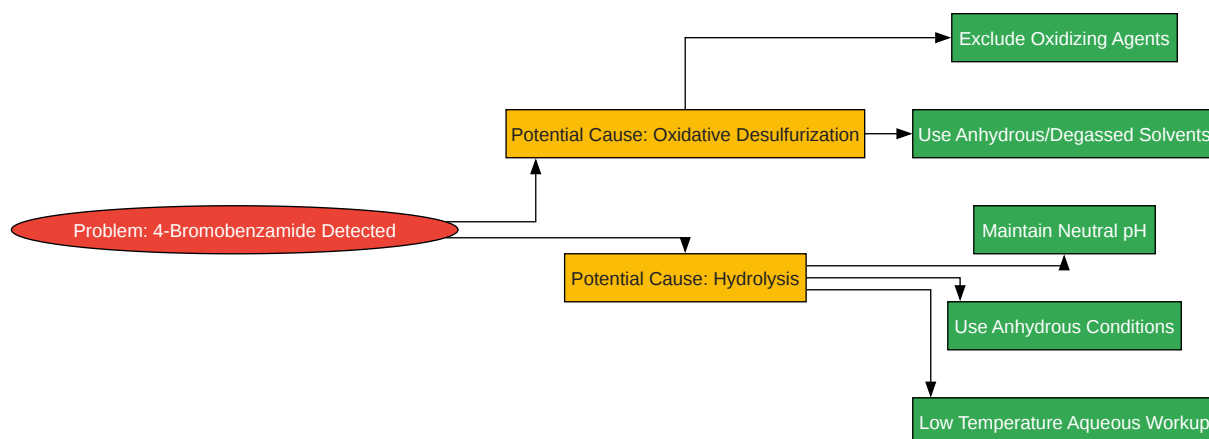 Exclude Oxidizing Agents
Potential Cause: Oxidative Desulfurization
Use Anhydrous/Degassed Solvents
Problem: 4-Bromobenzamide Detected
Maintain Neutral pH
Potential Cause: Hydrolysis
Use Anhydrous Conditions
Low Temperature Aqueous Workup